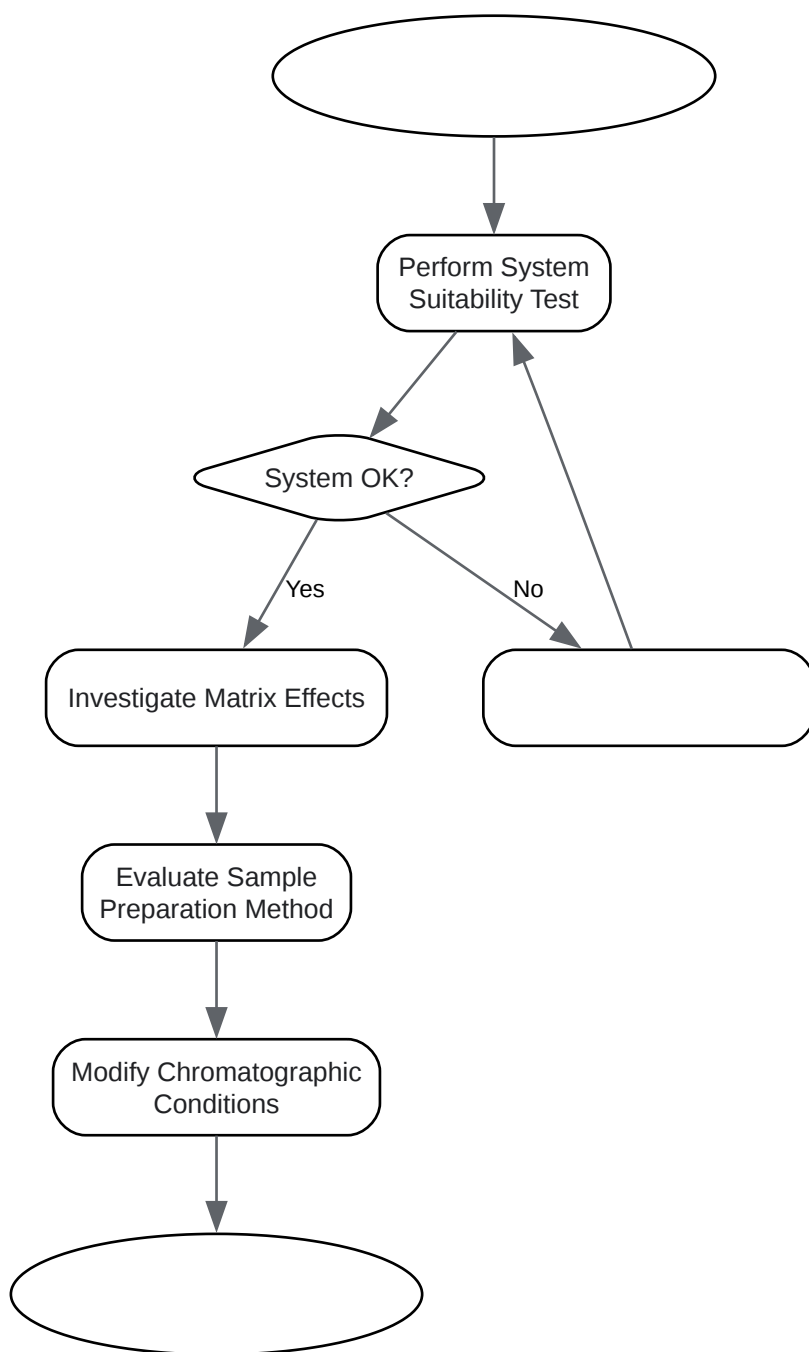 Perform System
Suitability Test
System OK?
Yes
No
Investigate Matrix Effects
Evaluate Sample
Preparation Method
Modify Chromatographic
Conditions